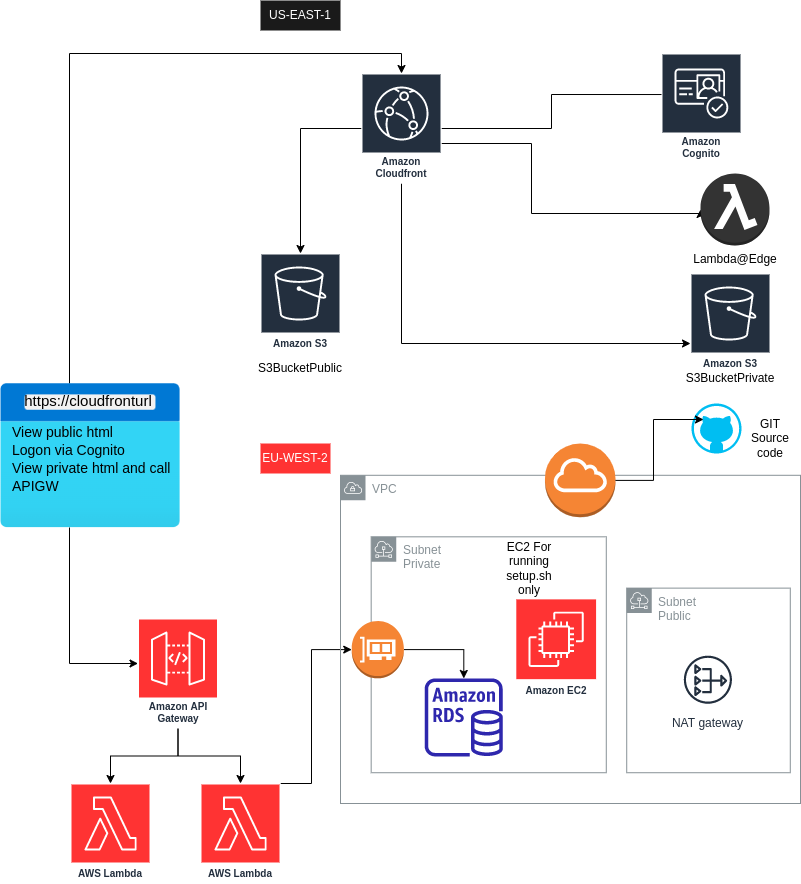 US-EAST-1
Amazon
Cloudfront
Amazon
Cognito
Lambda@Edge
Amazon S3
S3BucketPublic
Amazon S3
S3BucketPrivate
https://cloudfronturl
View public html
Logon via Cognito
View private html and call
APIGW
GIT
Source
code
EU-WEST-2
VPC
Subnet
Private
EC2 For
running
setup.sh
only
Amazon EC2
Amazon
RDS
Subnet
Public
NAT gateway
Amazon API
Gateway
AWS Lambda
AWS Lambda